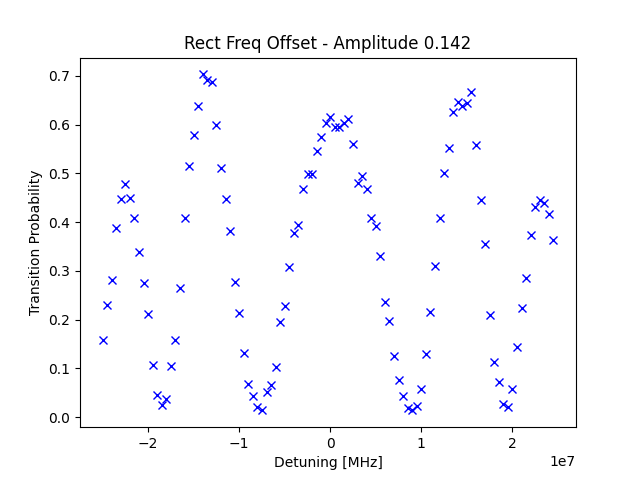 Rect Freq Offset - Amplitude 0.142
Transition Probability
0.7
0.6
0.5
0.4
0.3
0.2
0.1
0.0
−2 −1 0 1 2
1e7
Detuning [MHz]